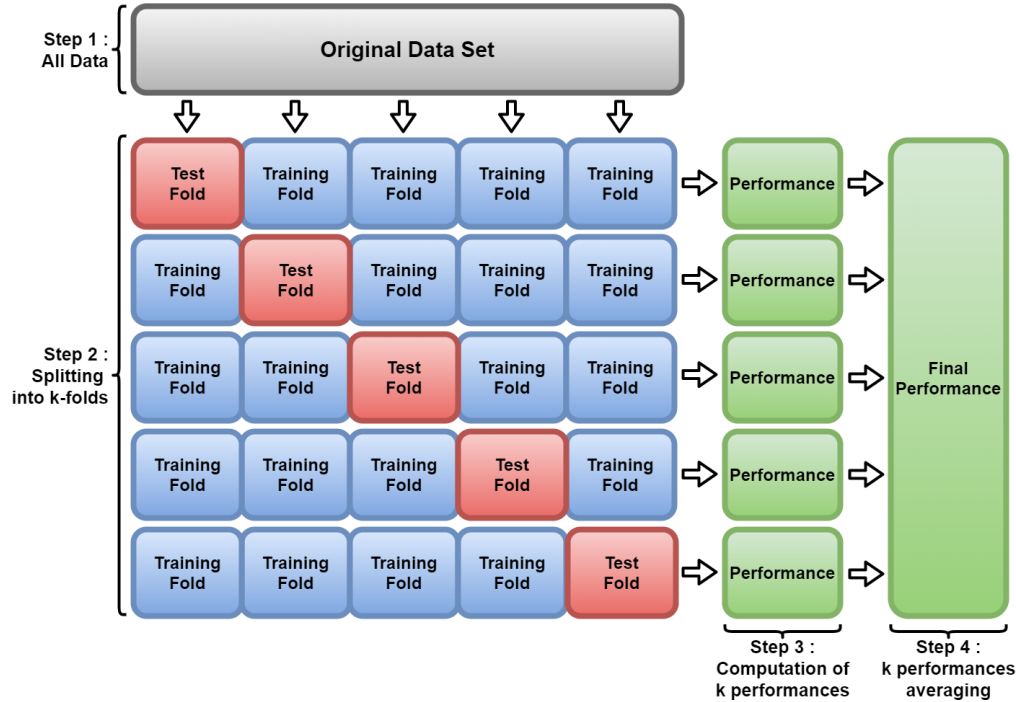 Step 1 :
All Data
Original Data Set
Test
Fold
Training
Fold
Training
Fold
Training
Fold
Training
Fold
Performance
Training
Fold
Test
Fold
Training
Fold
Training
Fold
Training
Fold
Performance
Step 2 :
Splitting
into k-folds
Training
Fold
Training
Fold
Test
Fold
Training
Fold
Training
Fold
Performance
Final
Performance
Training
Fold
Training
Fold
Training
Fold
Test
Fold
Training
Fold
Performance
Training
Fold
Training
Fold
Training
Fold
Training
Fold
Test
Fold
Performance
Step 3 :
Computation of
k performances
Step 4 :
k performances
averaging